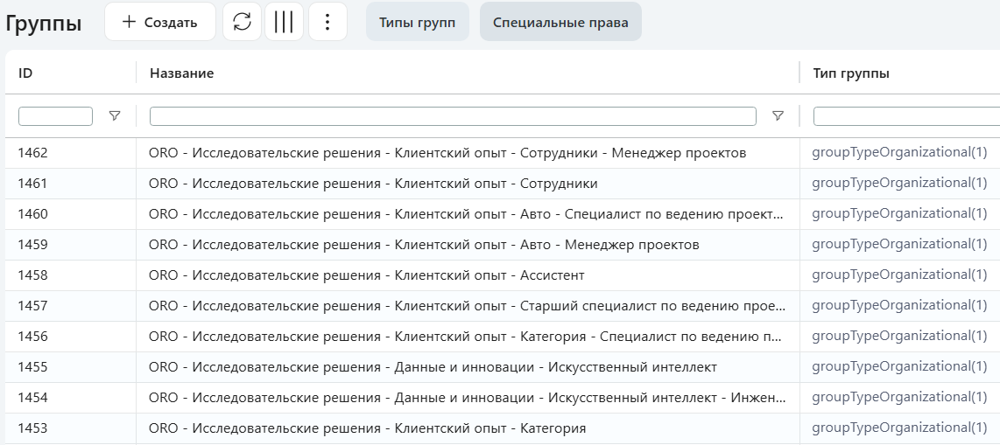 Группы + Создать Типы групп Специальные права
ID Название Тип группы
1462 ORO - Исследовательские решения - Клиентский опыт - Сотрудники - Менеджер проектов groupTypeOrganizational(1)
1461 ORO - Исследовательские решения - Клиентский опыт - Сотрудники groupTypeOrganizational(1)
1460 ORO - Исследовательские решения - Клиентский опыт - Авто - Специалист по ведению проект... groupTypeOrganizational(1)
1459 ORO - Исследовательские решения - Клиентский опыт - Авто - Менеджер проектов groupTypeOrganizational(1)
1458 ORO - Исследовательские решения - Клиентский опыт - Ассистент groupTypeOrganizational(1)
1457 ORO - Исследовательские решения - Клиентский опыт - Старший специалист по ведению прое... groupTypeOrganizational(1)
1456 ORO - Исследовательские решения - Клиентский опыт - Категория - Специалист по ведению п... groupTypeOrganizational(1)
1455 ORO - Исследовательские решения - Данные и инновации - Искусственный интеллект groupTypeOrganizational(1)
1454 ORO - Исследовательские решения - Данные и инновации - Искусственный интеллект - Инжен... groupTypeOrganizational(1)
1453 ORO - Исследовательские решения - Клиентский опыт - Категория groupTypeOrganizational(1)